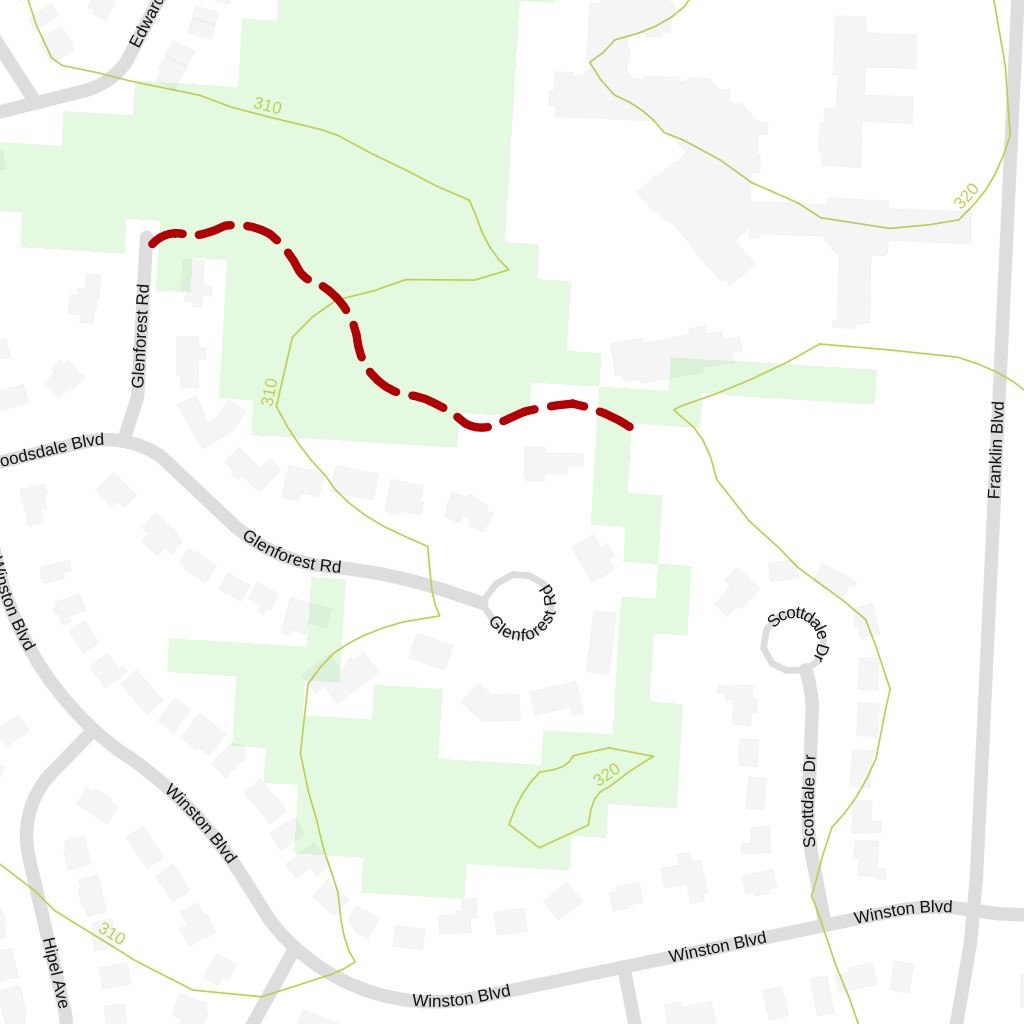 Edward
310
320
Glenforest Rd
310
oodsdale Blvd
Franklin Blvd
Glenforest Rd
Winston Blvd
Glenforest Rd
Scottdale Dr
320
Scottdale Dr
Winston Blvd
310
Winston Blvd
Winston Blvd
Hipel Ave
Winston Blvd